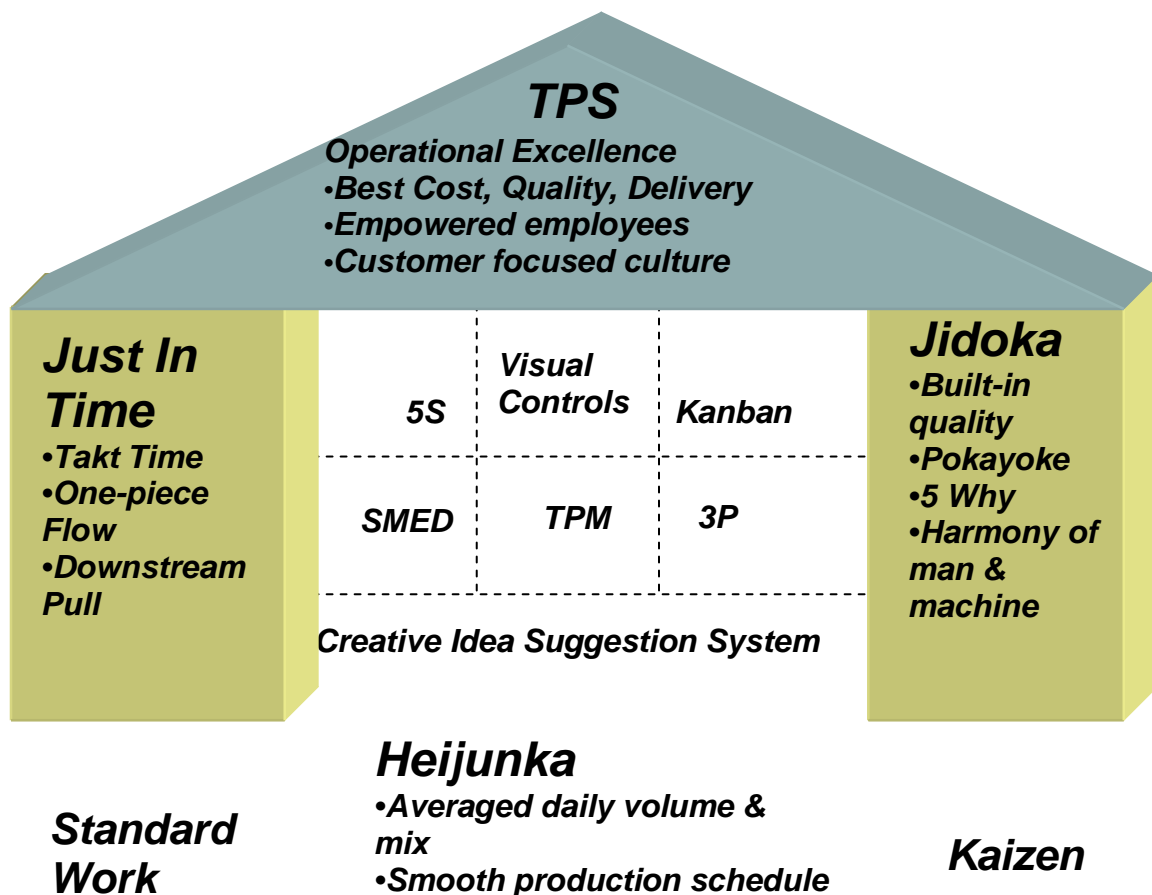 TPS
Operational Excellence
•Best Cost, Quality, Delivery
•Empowered employees
•Customer focused culture
Just In
Time
•Takt Time
•One-piece
Flow
•Downstream
Pull
5S
Visual
Controls
Kanban
SMED
TPM
3P
Creative Idea Suggestion System
Jidoka
•Built-in
quality
•Pokayoke
•5 Why
•Harmony of
man &
machine
Standard
Work
Heijunka
•Averaged daily volume &
mix
•Smooth production schedule
Kaizen